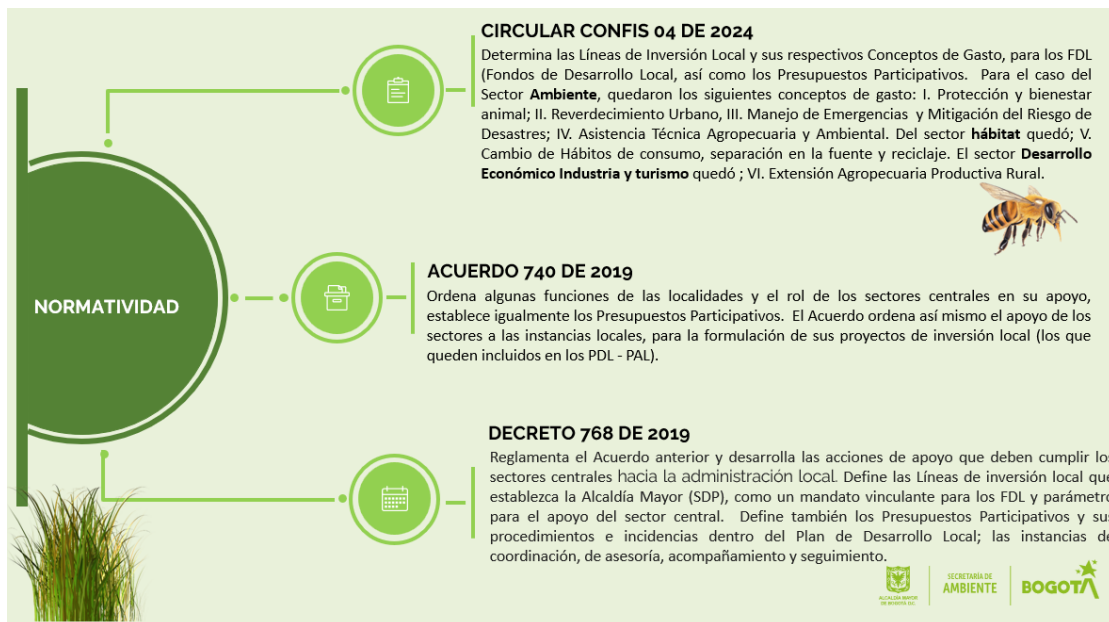 CIRCULAR CONFIS 04 DE 2024
Determina las Líneas de Inversión Local y sus respectivos Conceptos de Gasto, para los FDL
(Fondos de Desarrollo Local, así como los Presupuestos Participativos. Para el caso del
Sector Ambiente, quedaron los siguientes conceptos de gasto: I. Protección y bienestar
animal; II. Reverdecimiento Urbano, III. Manejo de Emergencias y Mitigación del Riesgo de
Desastres; IV. Asistencia Técnica Agropecuaria y Ambiental. Del sector hábitat quedó; V.
Cambio de Hábitos de consumo, separación en la fuente y reciclaje. El sector Desarrollo
Económico Industria y turismo quedó ; VI. Extensión Agropecuaria Productiva Rural.
NORMATIVIDAD
ACUERDO 740 DE 2019
Ordena algunas funciones de las localidades y el rol de los sectores centrales en su apoyo,
establece igualmente los Presupuestos Participativos. El Acuerdo ordena así mismo el apoyo de los
sectores a las instancias locales, para la formulación de sus proyectos de inversión local (los que
queden incluidos en los PDL - PAL).
DECRETO 768 DE 2019
Reglamenta el Acuerdo anterior y desarrolla las acciones de apoyo que deben cumplir lo
sectores centrales hacia la administración local. Define las Líneas de inversión local que
establezca la Alcaldía Mayor (SDP), como un mandato vinculante para los FDL y parámetro
para el apoyo del sector central. Define también los Presupuestos Participativos y sus
procedimientos e incidencias dentro del Plan de Desarrollo Local; las instancias de
coordinación, de asesoría, acompañamiento y seguimiento.
ALCALDÍA MAYOR
DE BOGOTÁ D.C.
SECRETARÍA DE
AMBIENTE
BOGOTÁ